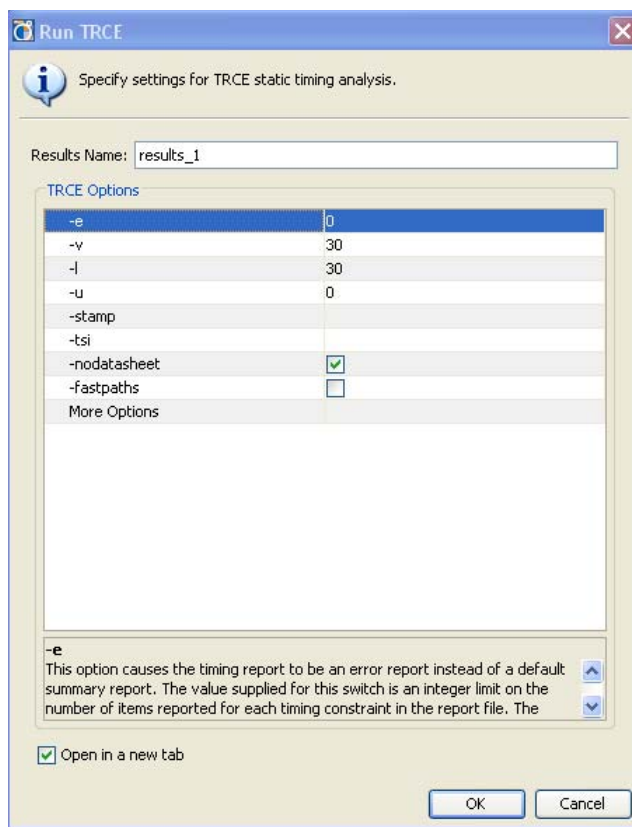 Run TRCE
Specify settings for TRCE static timing analysis.
Results Name: results_1
TRCE Options
-e 0
-v 30
-l 30
-u 0
-stamp
-tsi
-nodatasheet
-fastpaths
More Options
-e
This option causes the timing report to be an error report instead of a default
summary report. The value supplied for this switch is an integer limit on the
number of items reported for each timing constraint in the report file. The
Open in a new tab
OK Cancel